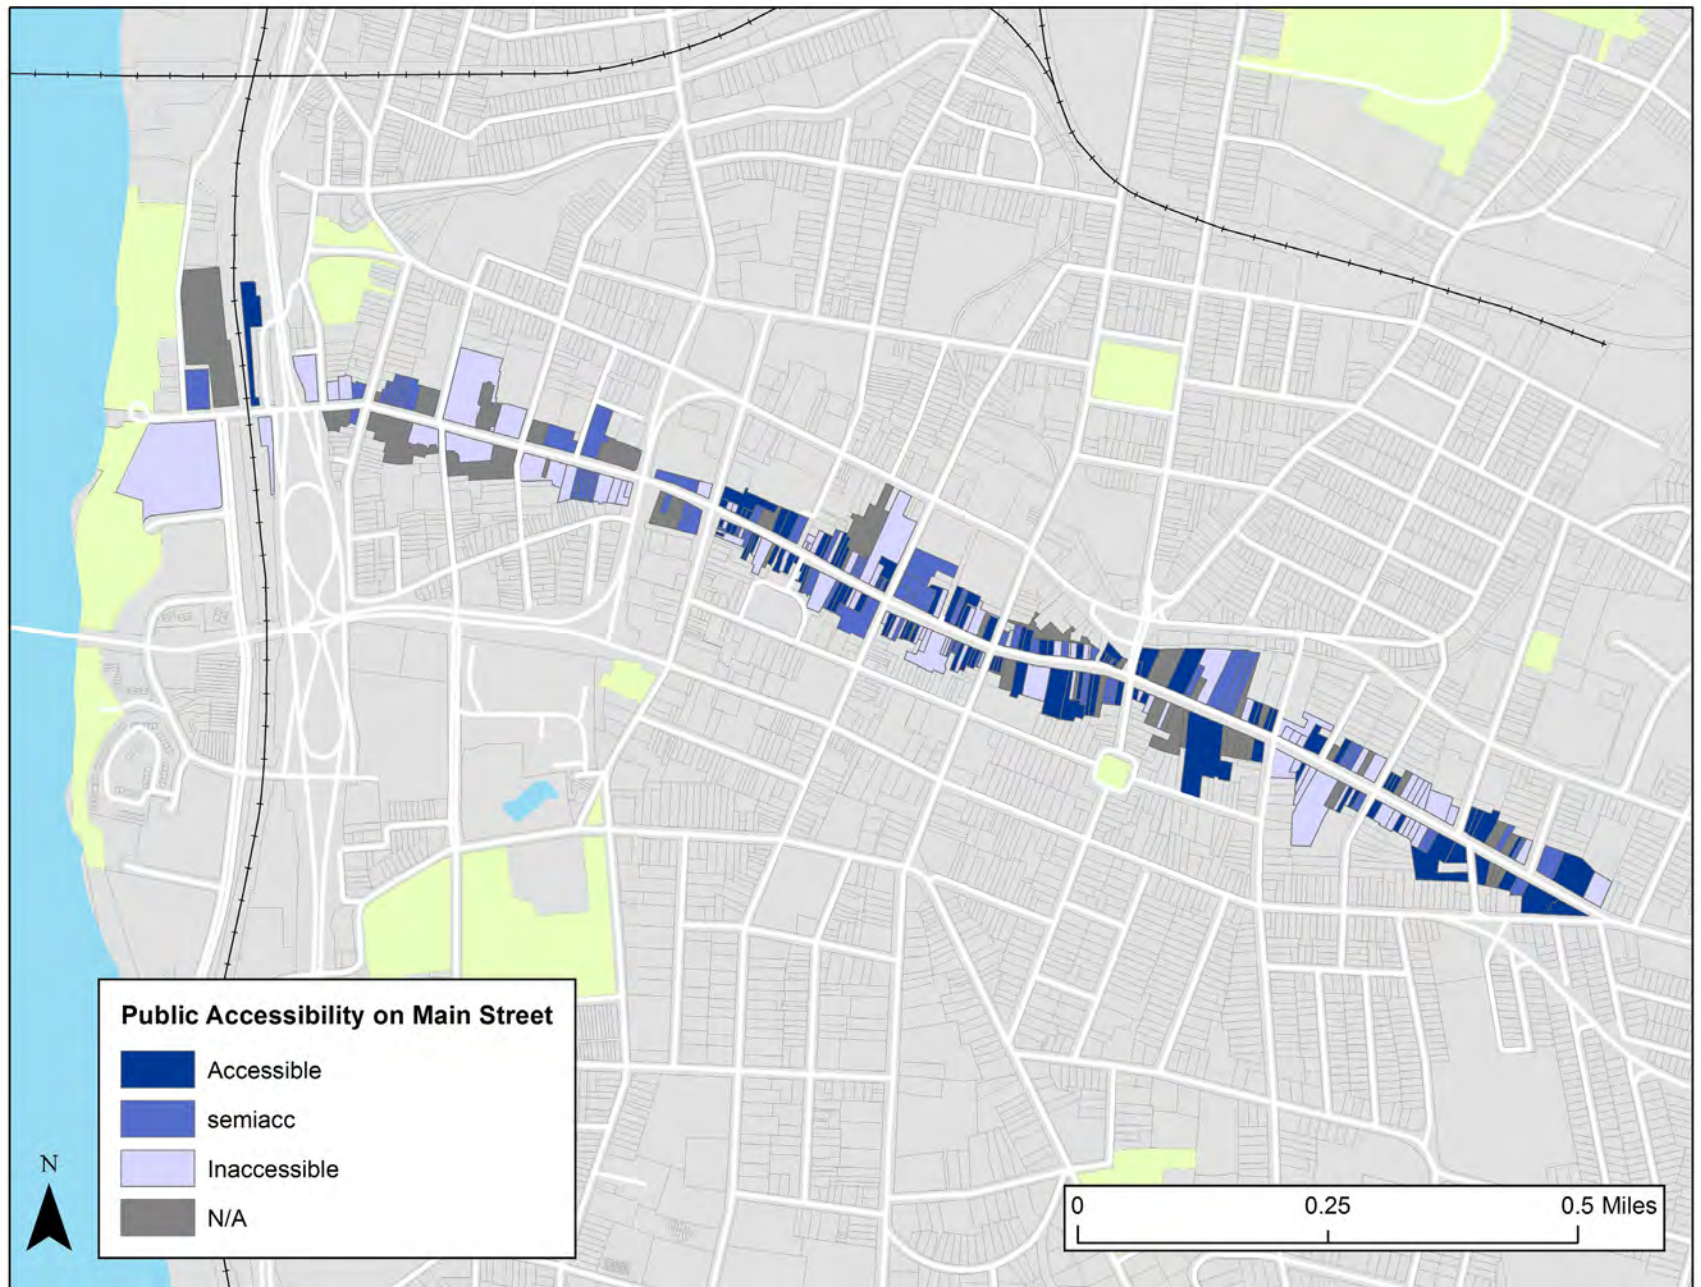 Public Accessibility on Main Street
Accessible
semiacc
Inaccessible
N/A
N
0 0.25 0.5 Miles